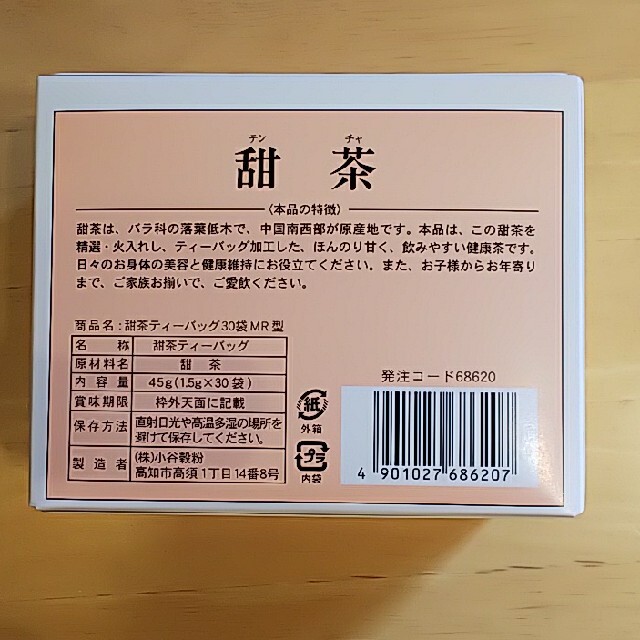 テン チャ
甜 茶
〈本品の特徴〉
甜茶は、バラ科の落葉低木で、中国南西部が原産地です。本品は、この甜茶を
精選・火入れし、ティーバッグ加工した、ほんのり甘く、飲みやすい健康茶です。
日々のお身体の美容と健康維持にお役立てください。また、お子様からお年寄り
まで、ご家族お揃いで、ご愛飲ください。
商品名：甜茶ティーバッグ30袋MR型
名称 甜茶ティーバッグ
原材料名 甜茶
内容量 45g(1.5g×30袋)
賞味期限 枠外天面に記載
保存方法 直射日光や高温多湿の場所を
避けて保存してください。
製造者 (株)小谷穀粉
高知市高須1丁目14番8号
紙
外箱
プラ
内袋
発注コード68620
4 901027 686207